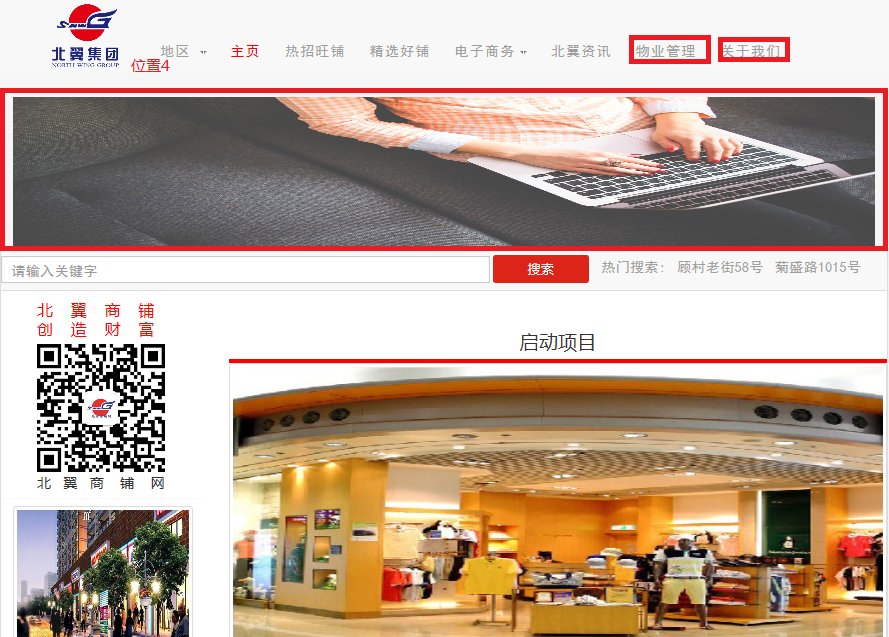 SNWG
北翼集团
NORTH WING GROUP
位置4
地区 主页 热招旺铺 精选好铺 电子商务 北翼资讯 物业管理 关于我们
请输入关键字 搜索 热门搜索： 顾村老街58号 菊盛路1015号
北翼商铺
创造财富
北翼商铺网
启动项目